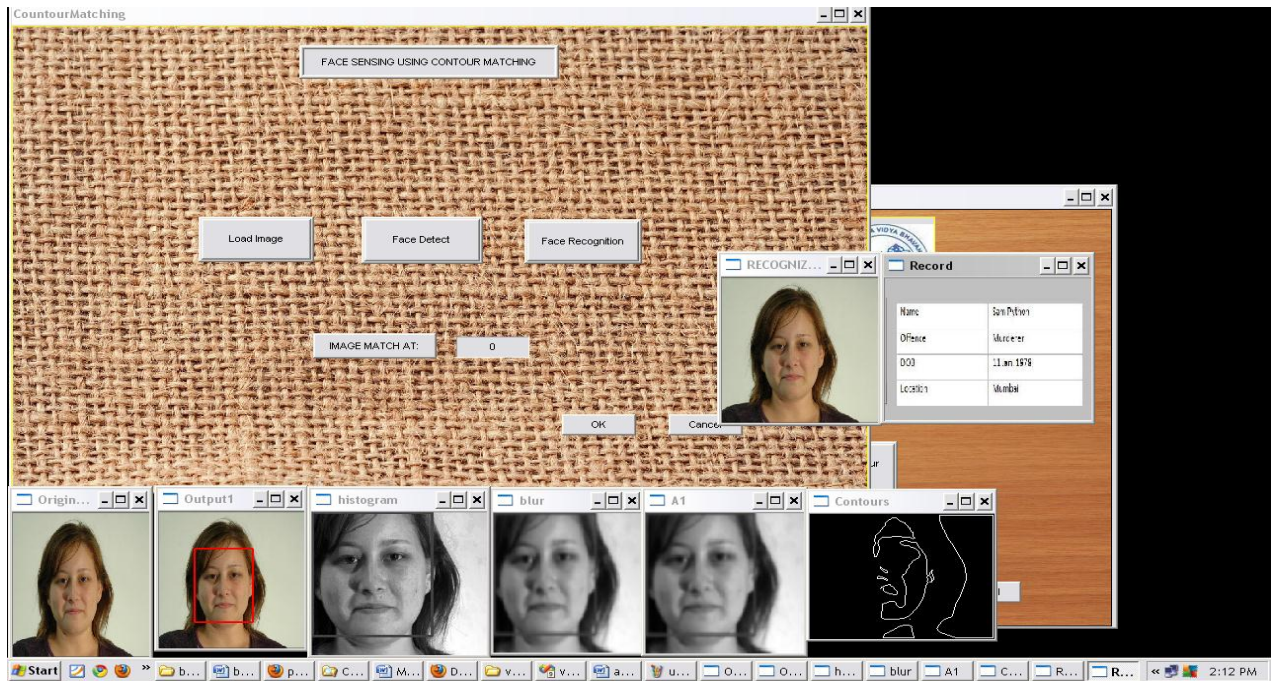 CountourMatching
FACE SENSING USING CONTOUR MATCHING
Load Image
Face Detect
Face Recognition
IMAGE MATCH AT:
0
OK
Cancel
A VIDYA
RECOGNIZ...
Record
Name
Sam Python
Offence
Murderer
DOB
11 Jan 1978
Location
Mumbai
ur
Origin...
Output1
histogram
blur
A1
Contours
Start
»
b...
b...
p...
C...
M...
D...
v...
v...
a...
u...
O...
O...
h...
blur
A1
C...
R...
R...
«
2:12 PM